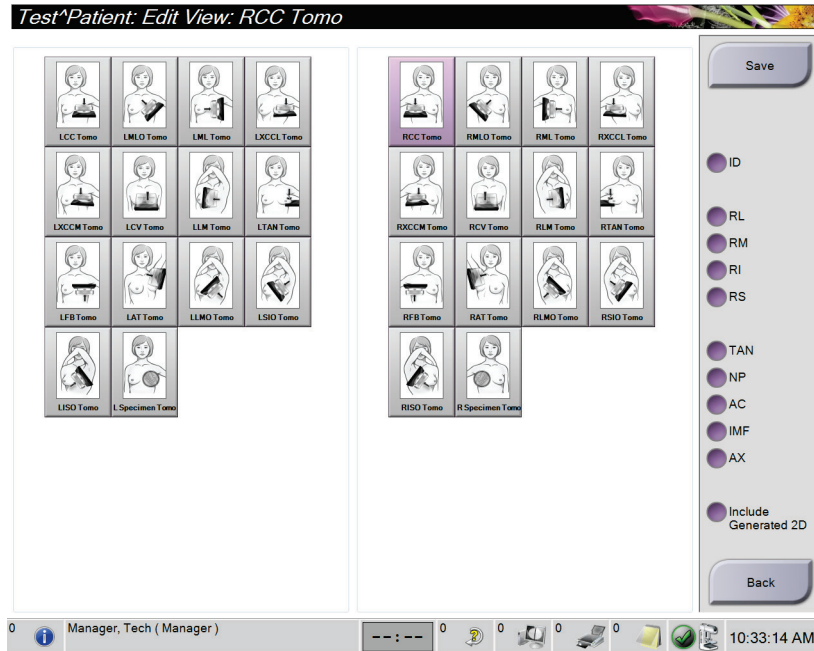 Test^Patient: Edit View: RCC Tomo
LCC Tomo LMLO Tomo LML Tomo LXCCL Tomo
LXCCM Tomo LCV Tomo LLM Tomo LTAN Tomo
LFB Tomo LAT Tomo LLMO Tomo LSIO Tomo
LISO Tomo L Specimen Tomo
RCC Tomo RMLO Tomo RML Tomo RXCCL Tomo
RXCCM Tomo RCV Tomo RLM Tomo RTAN Tomo
RFB Tomo RAT Tomo RLMO Tomo RSIO Tomo
RISO Tomo R Specimen Tomo
Save
ID
RL
RM
RI
RS
TAN
NP
AC
IMF
AX
Include
Generated 2D
Back
0 Manager, Tech ( Manager ) --:-- 0 0 0 0 10:33:14 AM